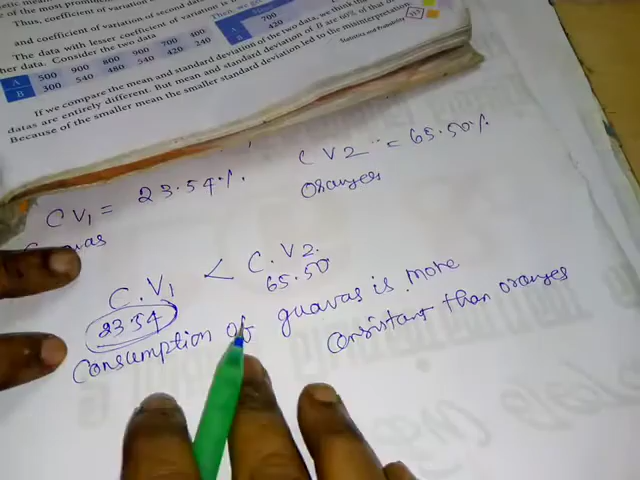 Thus, coefficient of var
and coefficient of variation of second data
The data with lesser coefficient of variation is
her data. Consider the two data
A 500 900 800 900 700 400
B 300 540 480 540 420 240
700
420
If we compare the mean and standard deviation of the two data, we think that
datas are entirely different. But mean and standard deviation of B are 60% of that of
Because of the smaller mean the smaller standard deviation led to the misinterpretation
Statistics and Probability
CV1 = 23.54%. CV2 = 65.50%
Oranges
C.V1 < C.V2.
23.54 65.50
Consumption of guavas is more
consistant than oranges